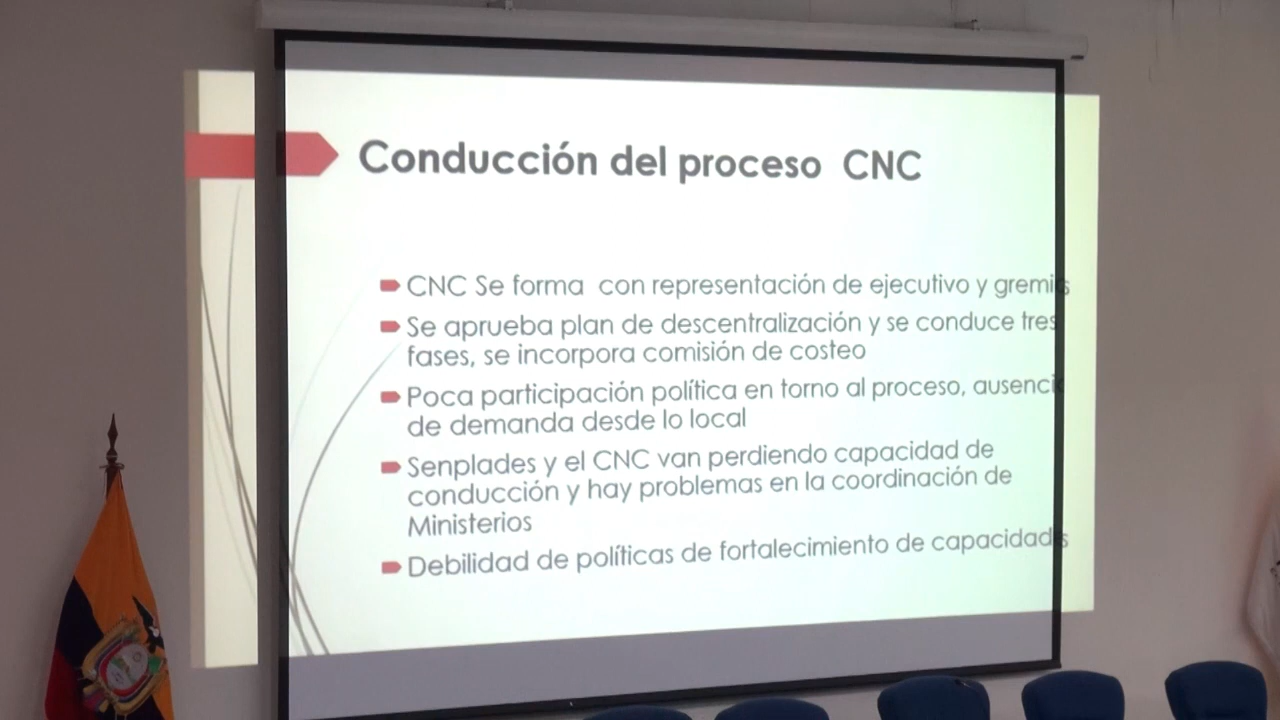 Conducción del proceso CNC
CNC Se forma con representación de ejecutivo y gremios
Se aprueba plan de descentralización y se conduce tres
fases, se incorpora comisión de costeo
Poca participación política en torno al proceso, ausencia
de demanda desde lo local
Senplades y el CNC van perdiendo capacidad de
conducción y hay problemas en la coordinación de
Ministerios
Debilidad de políticas de fortalecimiento de capacidades